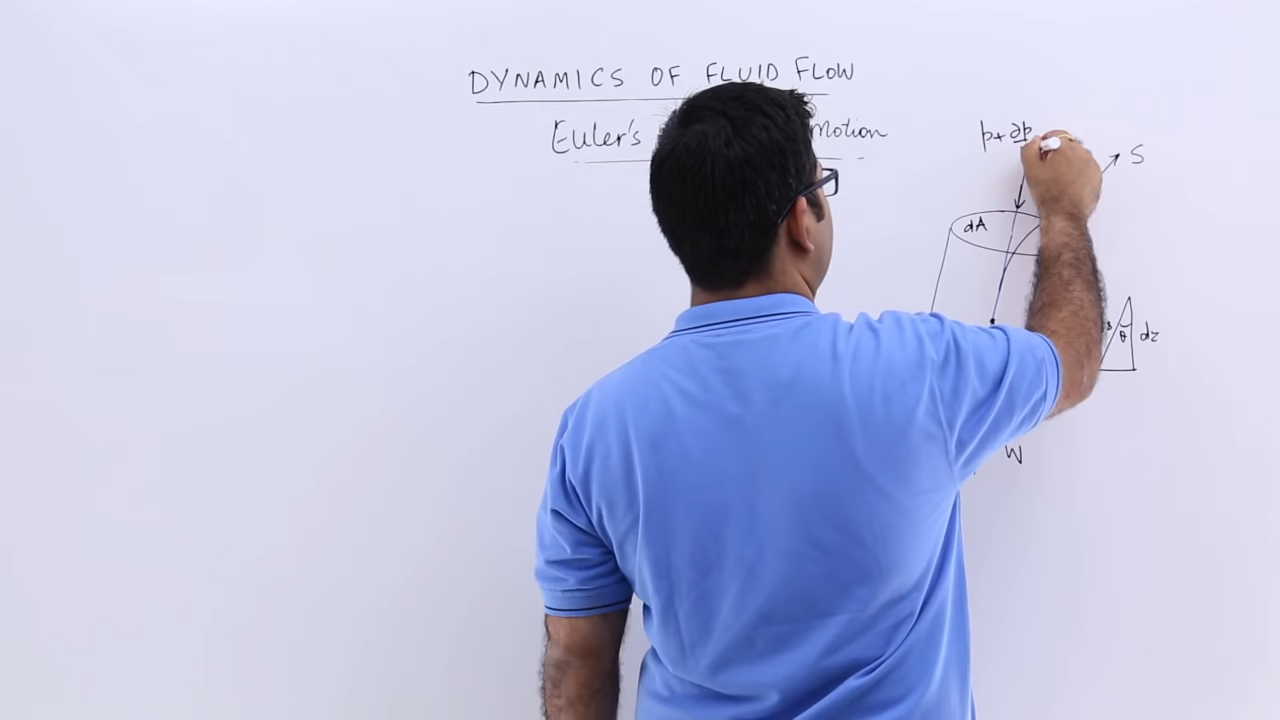 DYNAMICS OF FLUID FLOW
Euler's Motion
p + ∂p
S
dA
θ dz
W